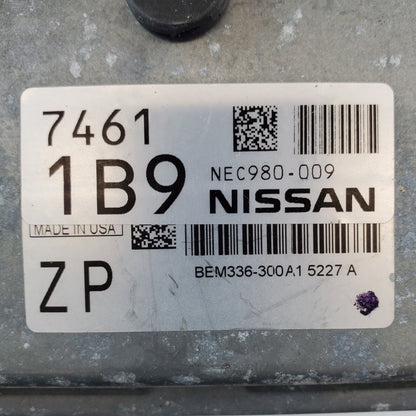 7461
1B9
NEC980-009
NISSAN
MADE IN USA
ZP
BEM336-300A1 5227 A